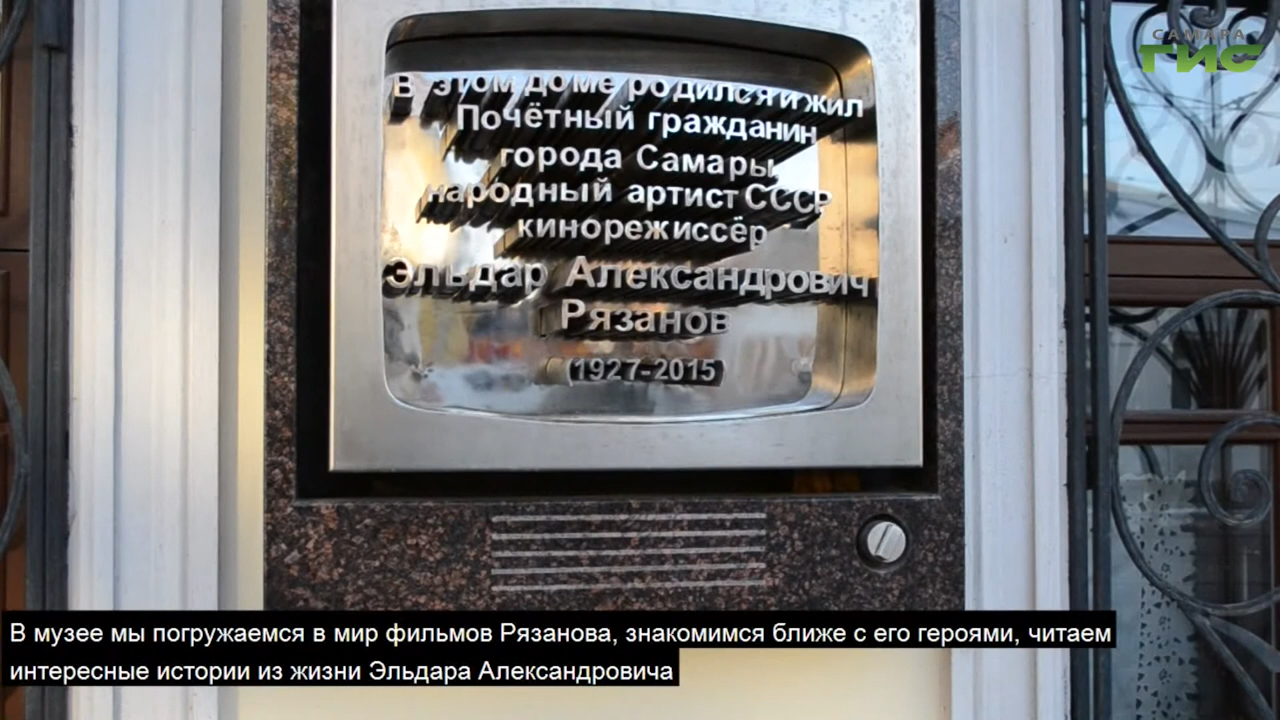 САМАРА
ГИС
В этом доме родился и жил
Почётный гражданин
города Самары,
народный артист СССР
кинорежиссёр
Эльдар Александрович
Рязанов
(1927-2015)
В музее мы погружаемся в мир фильмов Рязанова, знакомимся ближе с его героями, читаем
интересные истории из жизни Эльдара Александровича